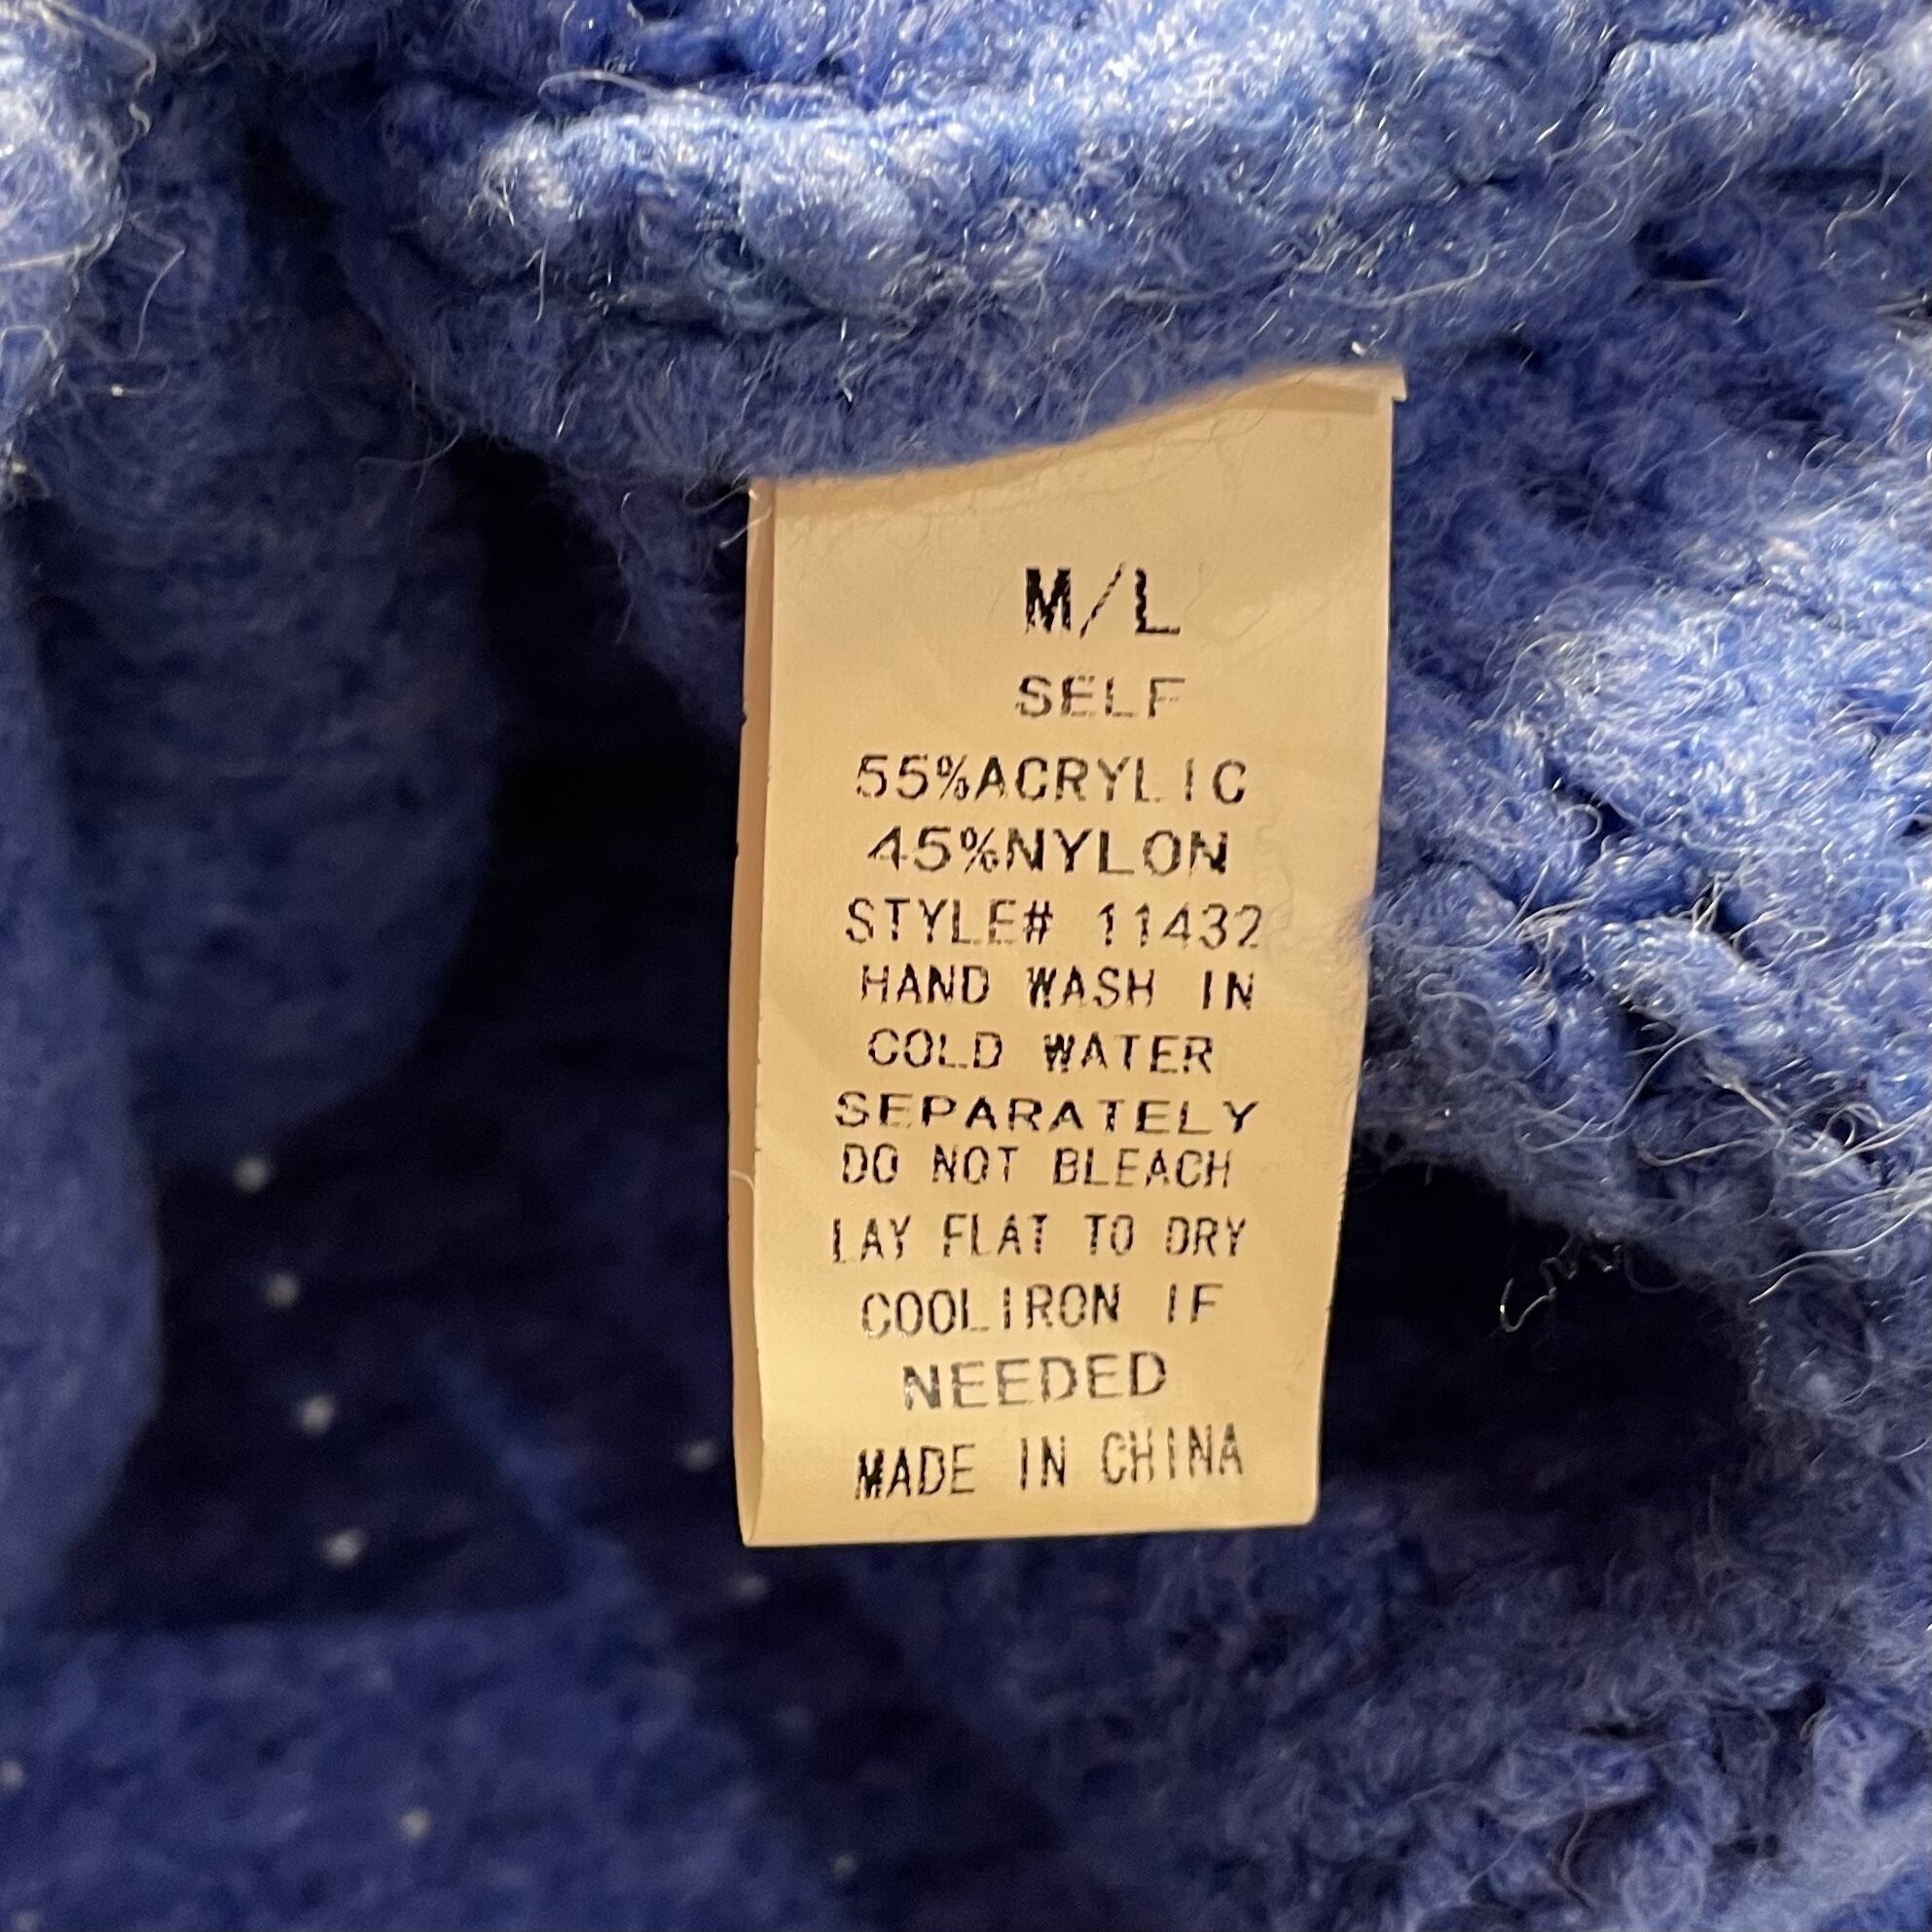 M/L
SELF
55%ACRYLIC
45%NYLON
STYLE# 11432
HAND WASH IN
COLD WATER
SEPARATELY
DO NOT BLEACH
LAY FLAT TO DRY
COOLIRON IF
NEEDED
MADE IN CHINA